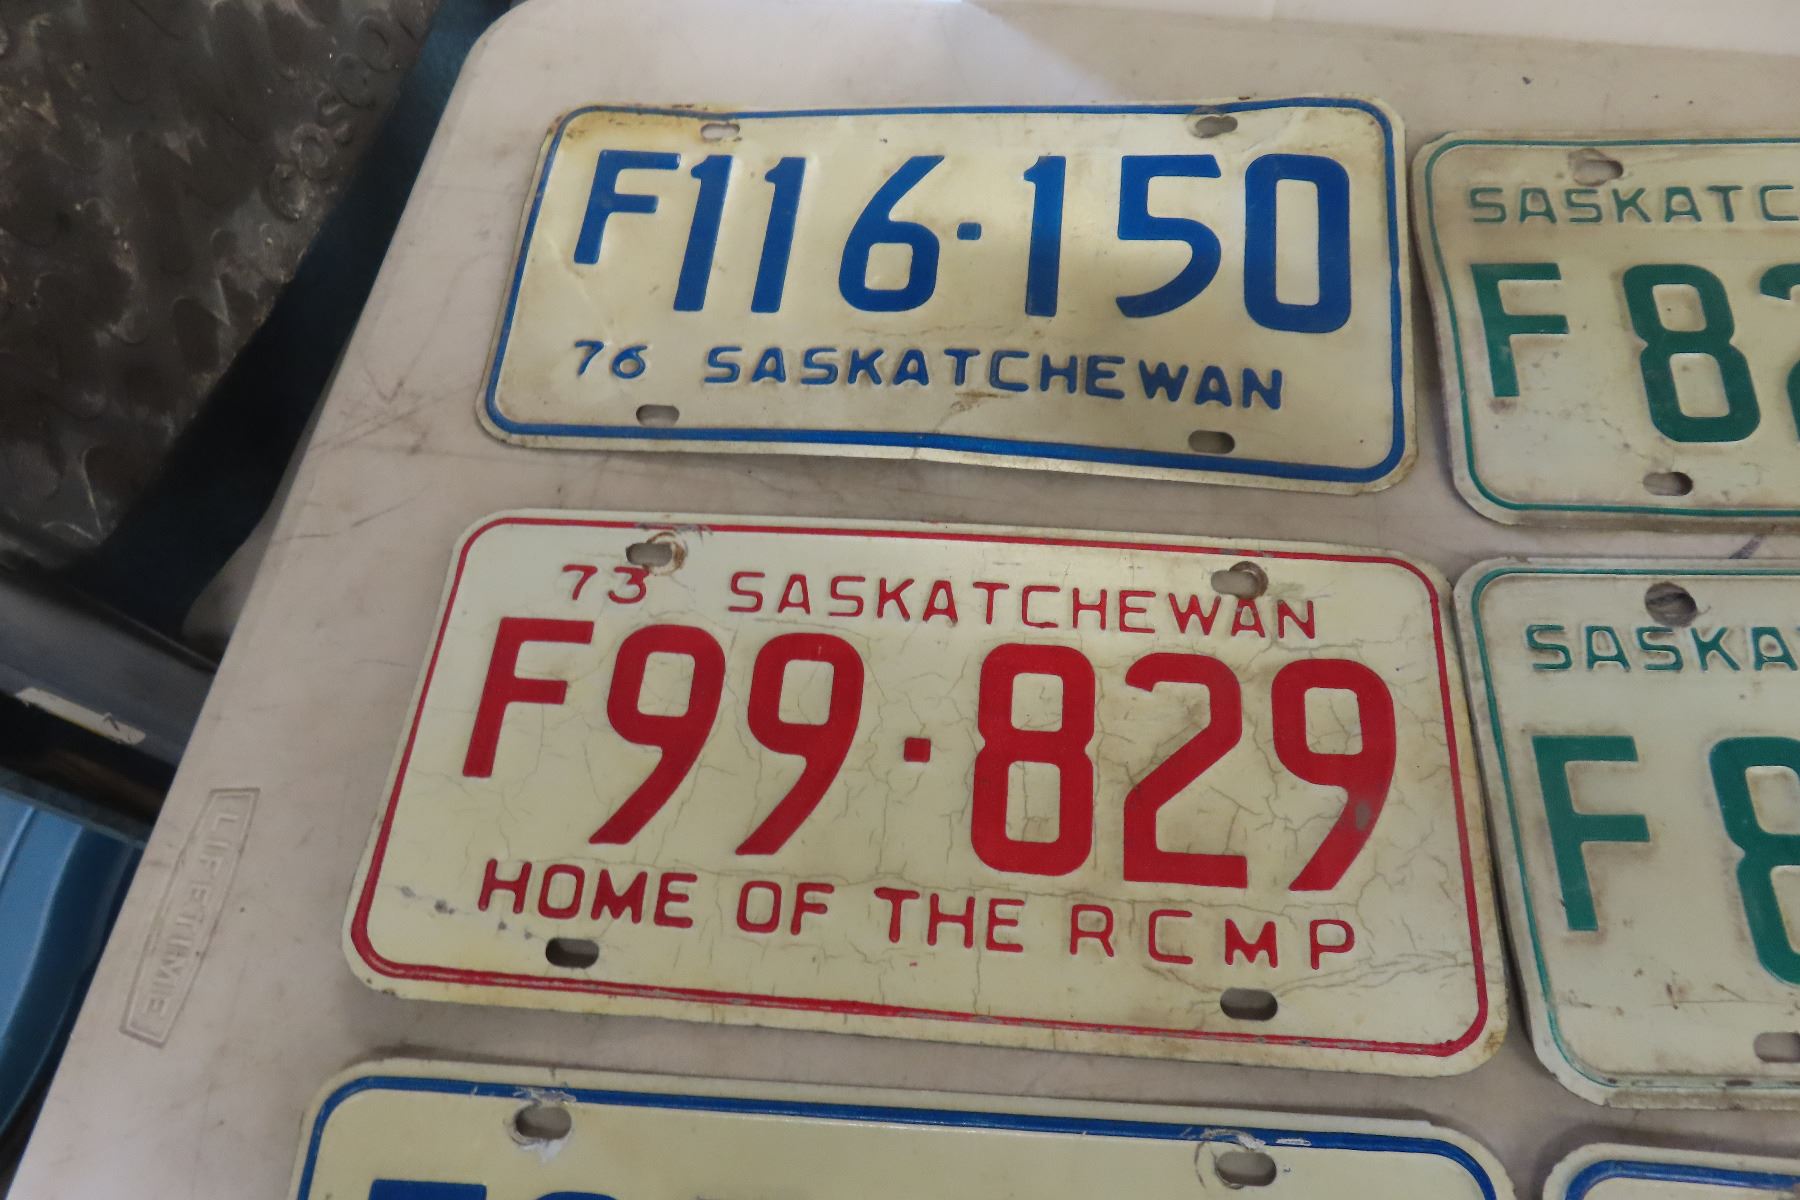 F116·150
76 SASKATCHEWAN
SASKATC
F 8
73 SASKATCHEWAN
F99·829
HOME OF THE RCMP
SASKA
F 8
LIFETIME